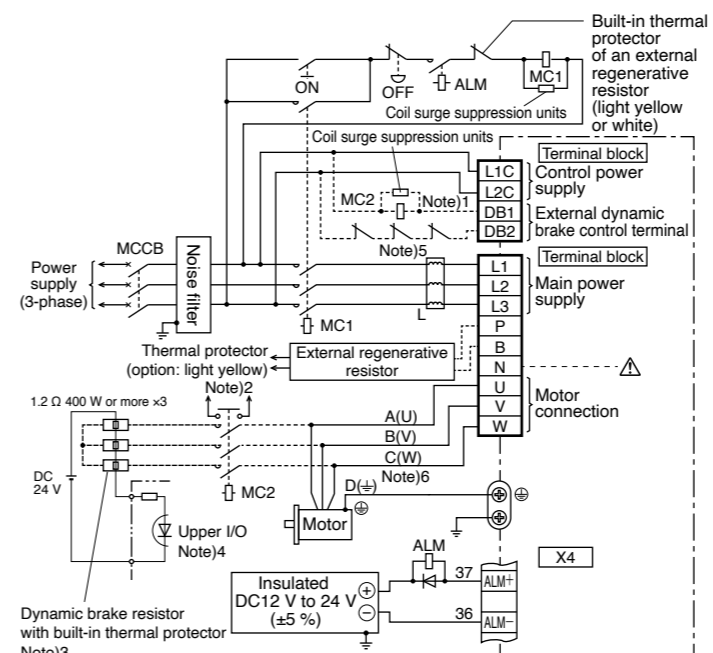 Built-in thermal
protector
of an external
regenerative
resistor
(light yellow
or white)
ON
OFF
ALM
MC1
Coil surge suppression units
Coil surge suppression units
Terminal block
L1C
L2C
Control power
supply
MC2
Note)1
DB1
DB2
External dynamic
brake control terminal
Note)5
Terminal block
MCCB
Noise filter
Power
supply
(3-phase)
L1
L2
L3
Main power
supply
L
MC1
P
B
N
Thermal protector
(option: light yellow)
External regenerative
resistor
Note)2
1.2 Ω 400 W or more ×3
U
V
W
Motor
connection
A(U)
B(V)
C(W)
Note)6
DC
24 V
MC2
D(⏚)
Motor
Upper I/O
Note)4
ALM
X4
Insulated
DC12 V to 24 V
(±5 %)
+
−
37
ALM+
36
ALM−
Dynamic brake resistor
with built-in thermal protector
Note)3